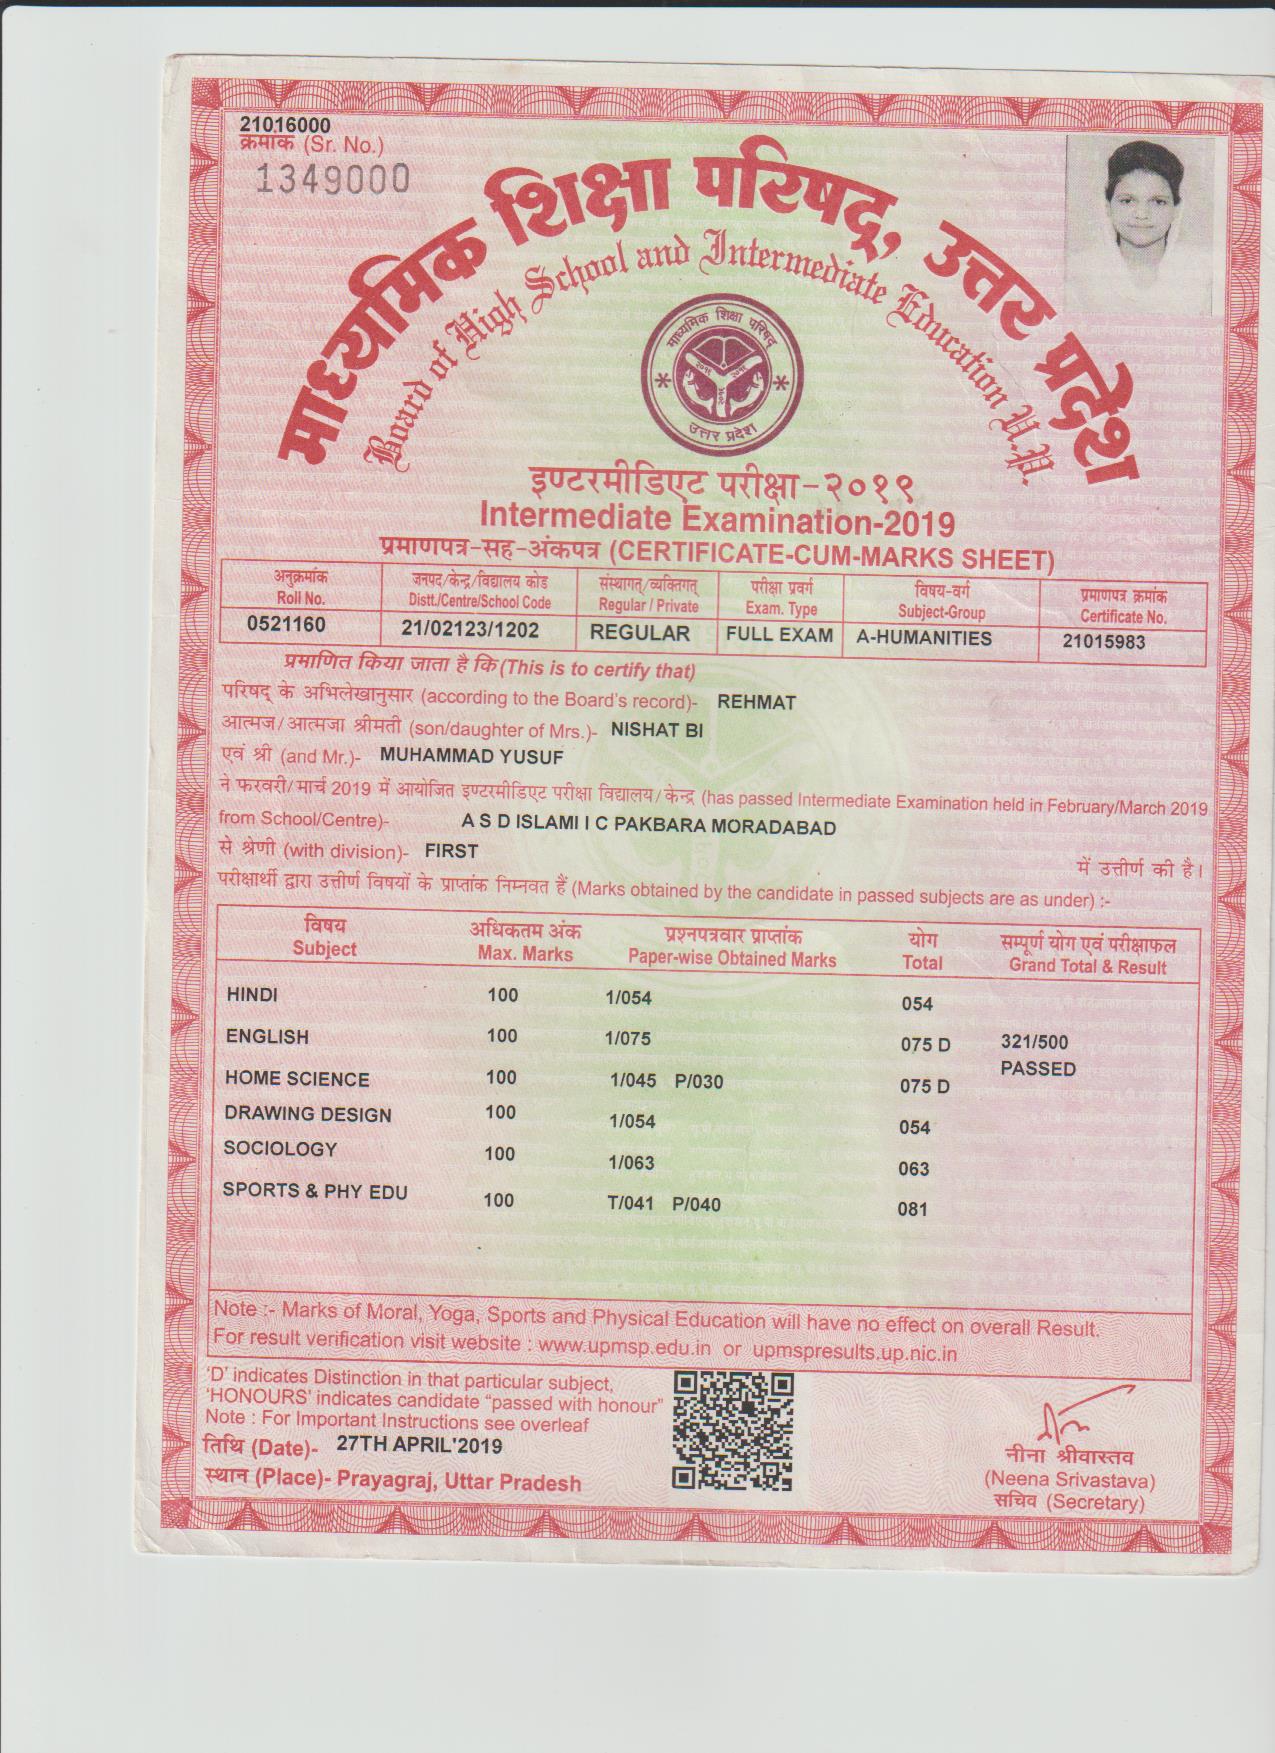 21016000
क्रमांक (Sr. No.)
1349000
माध्यमिक शिक्षा परिषद्, उत्तर प्रदेश
Board of High School and Intermediate Education U.P.
माध्यमिक शिक्षा परिषद्
उत्तर प्रदेश
इण्टरमीडिएट परीक्षा-२०१९
Intermediate Examination-2019
प्रमाणपत्र-सह-अंकपत्र (CERTIFICATE-CUM-MARKS SHEET)
अनुक्रमांक जनपद/केन्द्र/विद्यालय कोड संस्थागत्/व्यक्तिगत् परीक्षा प्रवर्ग विषय-वर्ग प्रमाणपत्र क्रमांक
Roll No. Distt./Centre/School Code Regular / Private Exam. Type Subject-Group Certificate No.
0521160 21/02123/1202 REGULAR FULL EXAM A-HUMANITIES 21015983
प्रमाणित किया जाता है कि (This is to certify that)
परिषद् के अभिलेखानुसार (according to the Board's record)- REHMAT
आत्मज/आत्मजा श्रीमती (son/daughter of Mrs.)- NISHAT BI
एवं श्री (and Mr.)- MUHAMMAD YUSUF
ने फरवरी/मार्च 2019 में आयोजित इण्टरमीडिएट परीक्षा विद्यालय/केन्द्र (has passed Intermediate Examination held in February/March 2019
from School/Centre)- A S D ISLAMI I C PAKBARA MORADABAD
से श्रेणी (with division)- FIRST में उत्तीर्ण की है।
परीक्षार्थी द्वारा उत्तीर्ण विषयों के प्राप्तांक निम्नवत हैं (Marks obtained by the candidate in passed subjects are as under) :-
विषय अधिकतम अंक प्रश्नपत्रवार प्राप्तांक योग सम्पूर्ण योग एवं परीक्षाफल
Subject Max. Marks Paper-wise Obtained Marks Total Grand Total & Result
HINDI 100 1/054 054
ENGLISH 100 1/075 075 D 321/500
PASSED
HOME SCIENCE 100 1/045 P/030 075 D
DRAWING DESIGN 100 1/054 054
SOCIOLOGY 100 1/063 063
SPORTS & PHY EDU 100 T/041 P/040 081
Note :- Marks of Moral, Yoga, Sports and Physical Education will have no effect on overall Result.
For result verification visit website : www.upmsp.edu.in or upmspresults.up.nic.in
'D' indicates Distinction in that particular subject,
'HONOURS' indicates candidate "passed with honour"
Note : For Important Instructions see overleaf
तिथि (Date)- 27TH APRIL'2019
स्थान (Place)- Prayagraj, Uttar Pradesh
नीना श्रीवास्तव
(Neena Srivastava)
सचिव (Secretary)